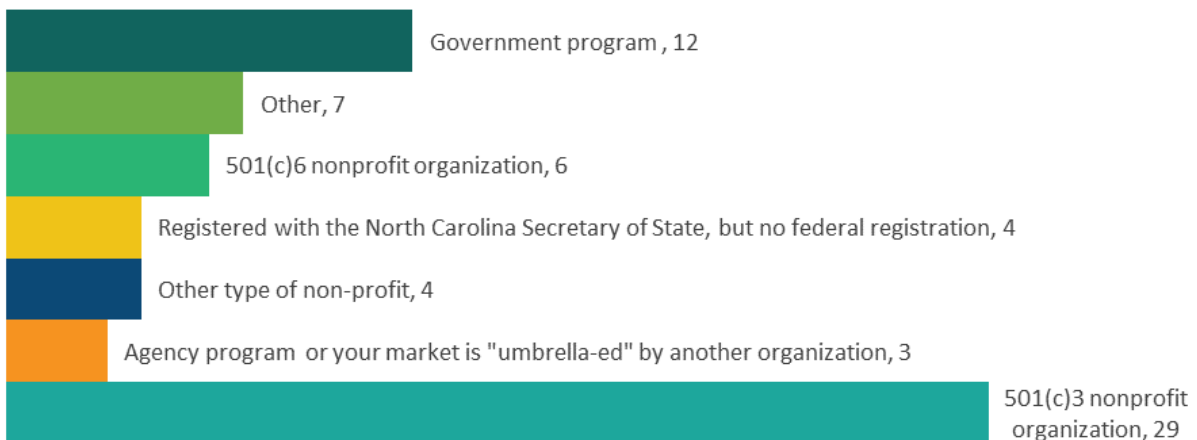 Government program , 12
Other, 7
501(c)6 nonprofit organization, 6
Registered with the North Carolina Secretary of State, but no federal registration, 4
Other type of non-profit, 4
Agency program or your market is "umbrella-ed" by another organization, 3
501(c)3 nonprofit
organization, 29